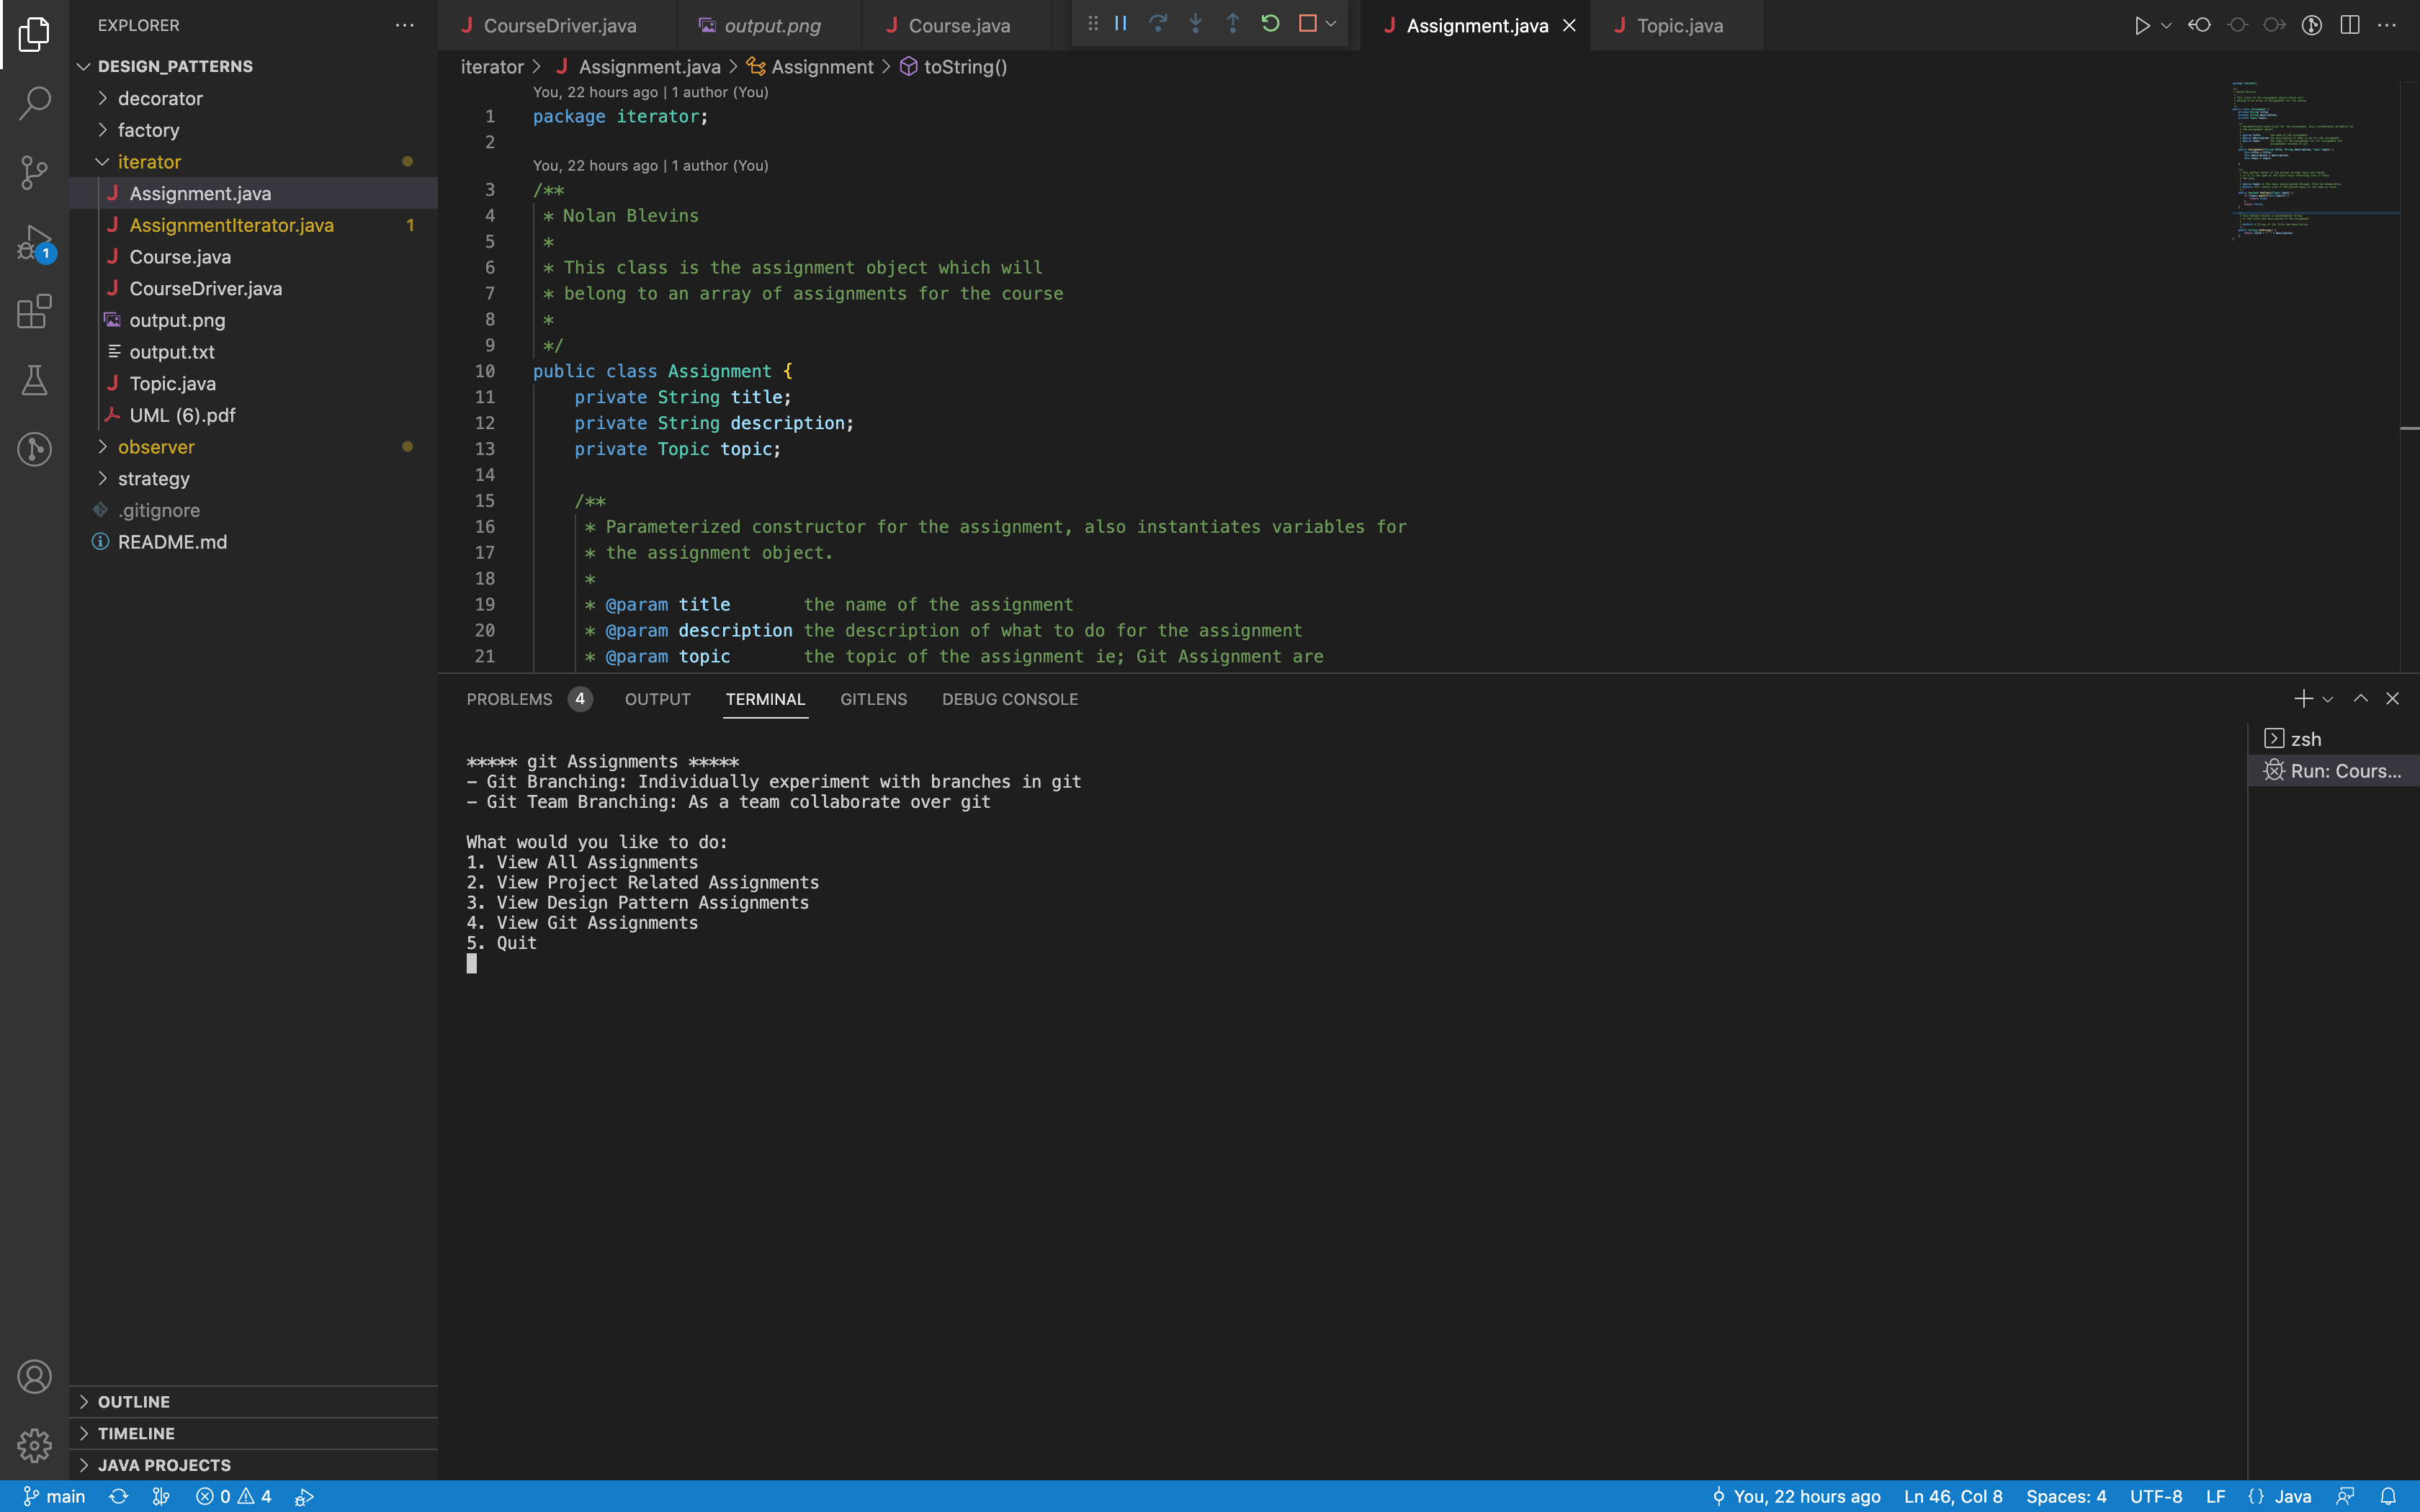 EXPLORER
DESIGN_PATTERNS
decorator
factory
iterator
Assignment.java
AssignmentIterator.java 1
Course.java
CourseDriver.java
output.png
output.txt
Topic.java
UML (6).pdf
observer
strategy
.gitignore
README.md
OUTLINE
TIMELINE
JAVA PROJECTS
1
CourseDriver.java
output.png
Course.java
Assignment.java
Topic.java
iterator > Assignment.java > Assignment > toString()
You, 22 hours ago | 1 author (You)
1 package iterator;
2
You, 22 hours ago | 1 author (You)
3 /**
4 * Nolan Blevins
5 *
6 * This class is the assignment object which will
7 * belong to an array of assignments for the course
8 *
9 */
10 public class Assignment {
11 private String title;
12 private String description;
13 private Topic topic;
14
15 /**
16 * Parameterized constructor for the assignment, also instantiates variables for
17 * the assignment object.
18 *
19 * @param title the name of the assignment
20 * @param description the description of what to do for the assignment
21 * @param topic the topic of the assignment ie; Git Assignment are
PROBLEMS 4 OUTPUT TERMINAL GITLENS DEBUG CONSOLE
***** git Assignments *****
- Git Branching: Individually experiment with branches in git
- Git Team Branching: As a team collaborate over git
What would you like to do:
1. View All Assignments
2. View Project Related Assignments
3. View Design Pattern Assignments
4. View Git Assignments
5. Quit
zsh
Run: Cours...
main 0 4 You, 22 hours ago Ln 46, Col 8 Spaces: 4 UTF-8 LF {} Java